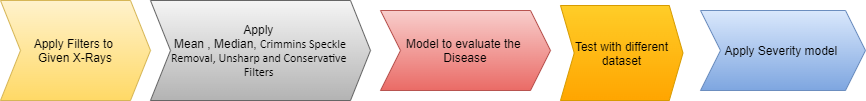 Apply Filters to
Given X-Rays
Apply
Mean , Median, Crimmins Speckle
Removal, Unsharp and Conservative
Filters
Model to evaluate the
Disease
Test with different
dataset
Apply Severity model